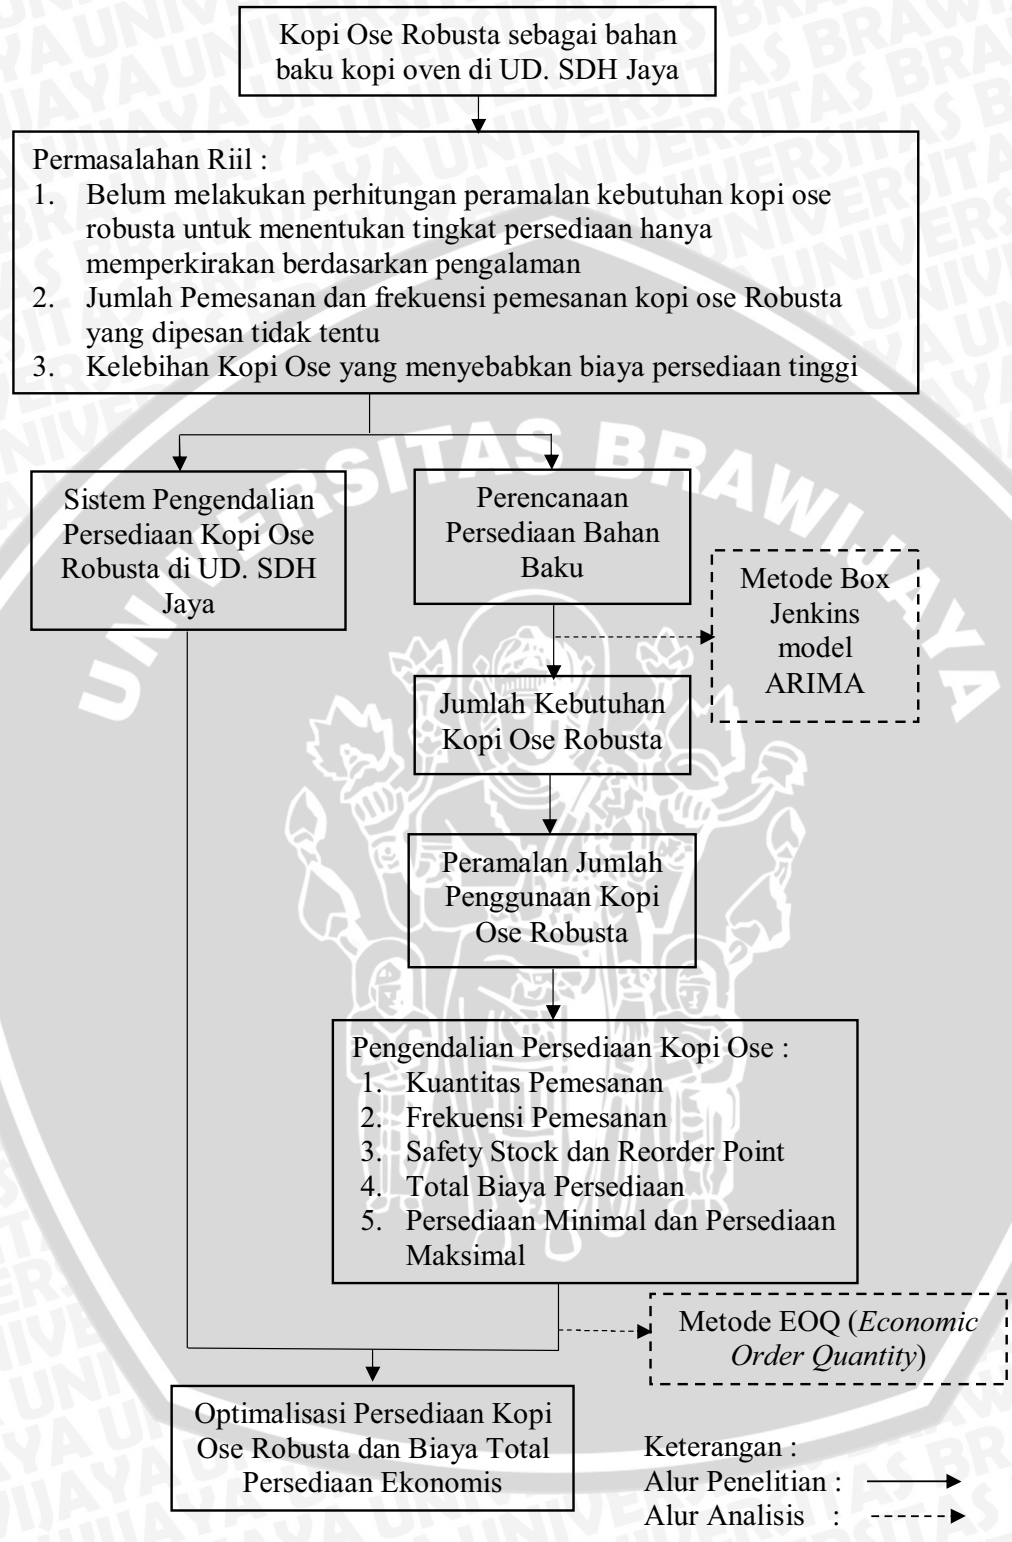 Kopi Ose Robusta sebagai bahan
baku kopi oven di UD. SDH Jaya
Permasalahan Riil :
1. Belum melakukan perhitungan peramalan kebutuhan kopi ose
robusta untuk menentukan tingkat persediaan hanya
memperkirakan berdasarkan pengalaman
2. Jumlah Pemesanan dan frekuensi pemesanan kopi ose Robusta
yang dipesan tidak tentu
3. Kelebihan Kopi Ose yang menyebabkan biaya persediaan tinggi
Sistem Pengendalian
Persediaan Kopi Ose
Robusta di UD. SDH
Jaya
Perencanaan
Persediaan Bahan
Baku
Metode Box
Jenkins
model
ARIMA
Jumlah Kebutuhan
Kopi Ose Robusta
Peramalan Jumlah
Penggunaan Kopi
Ose Robusta
Pengendalian Persediaan Kopi Ose :
1. Kuantitas Pemesanan
2. Frekuensi Pemesanan
3. Safety Stock dan Reorder Point
4. Total Biaya Persediaan
5. Persediaan Minimal dan Persediaan
Maksimal
Metode EOQ (Economic
Order Quantity)
Optimalisasi Persediaan Kopi
Ose Robusta dan Biaya Total
Persediaan Ekonomis
Keterangan :
Alur Penelitian :
Alur Analisis :
UNIVERSITAS BRAWIJAYA